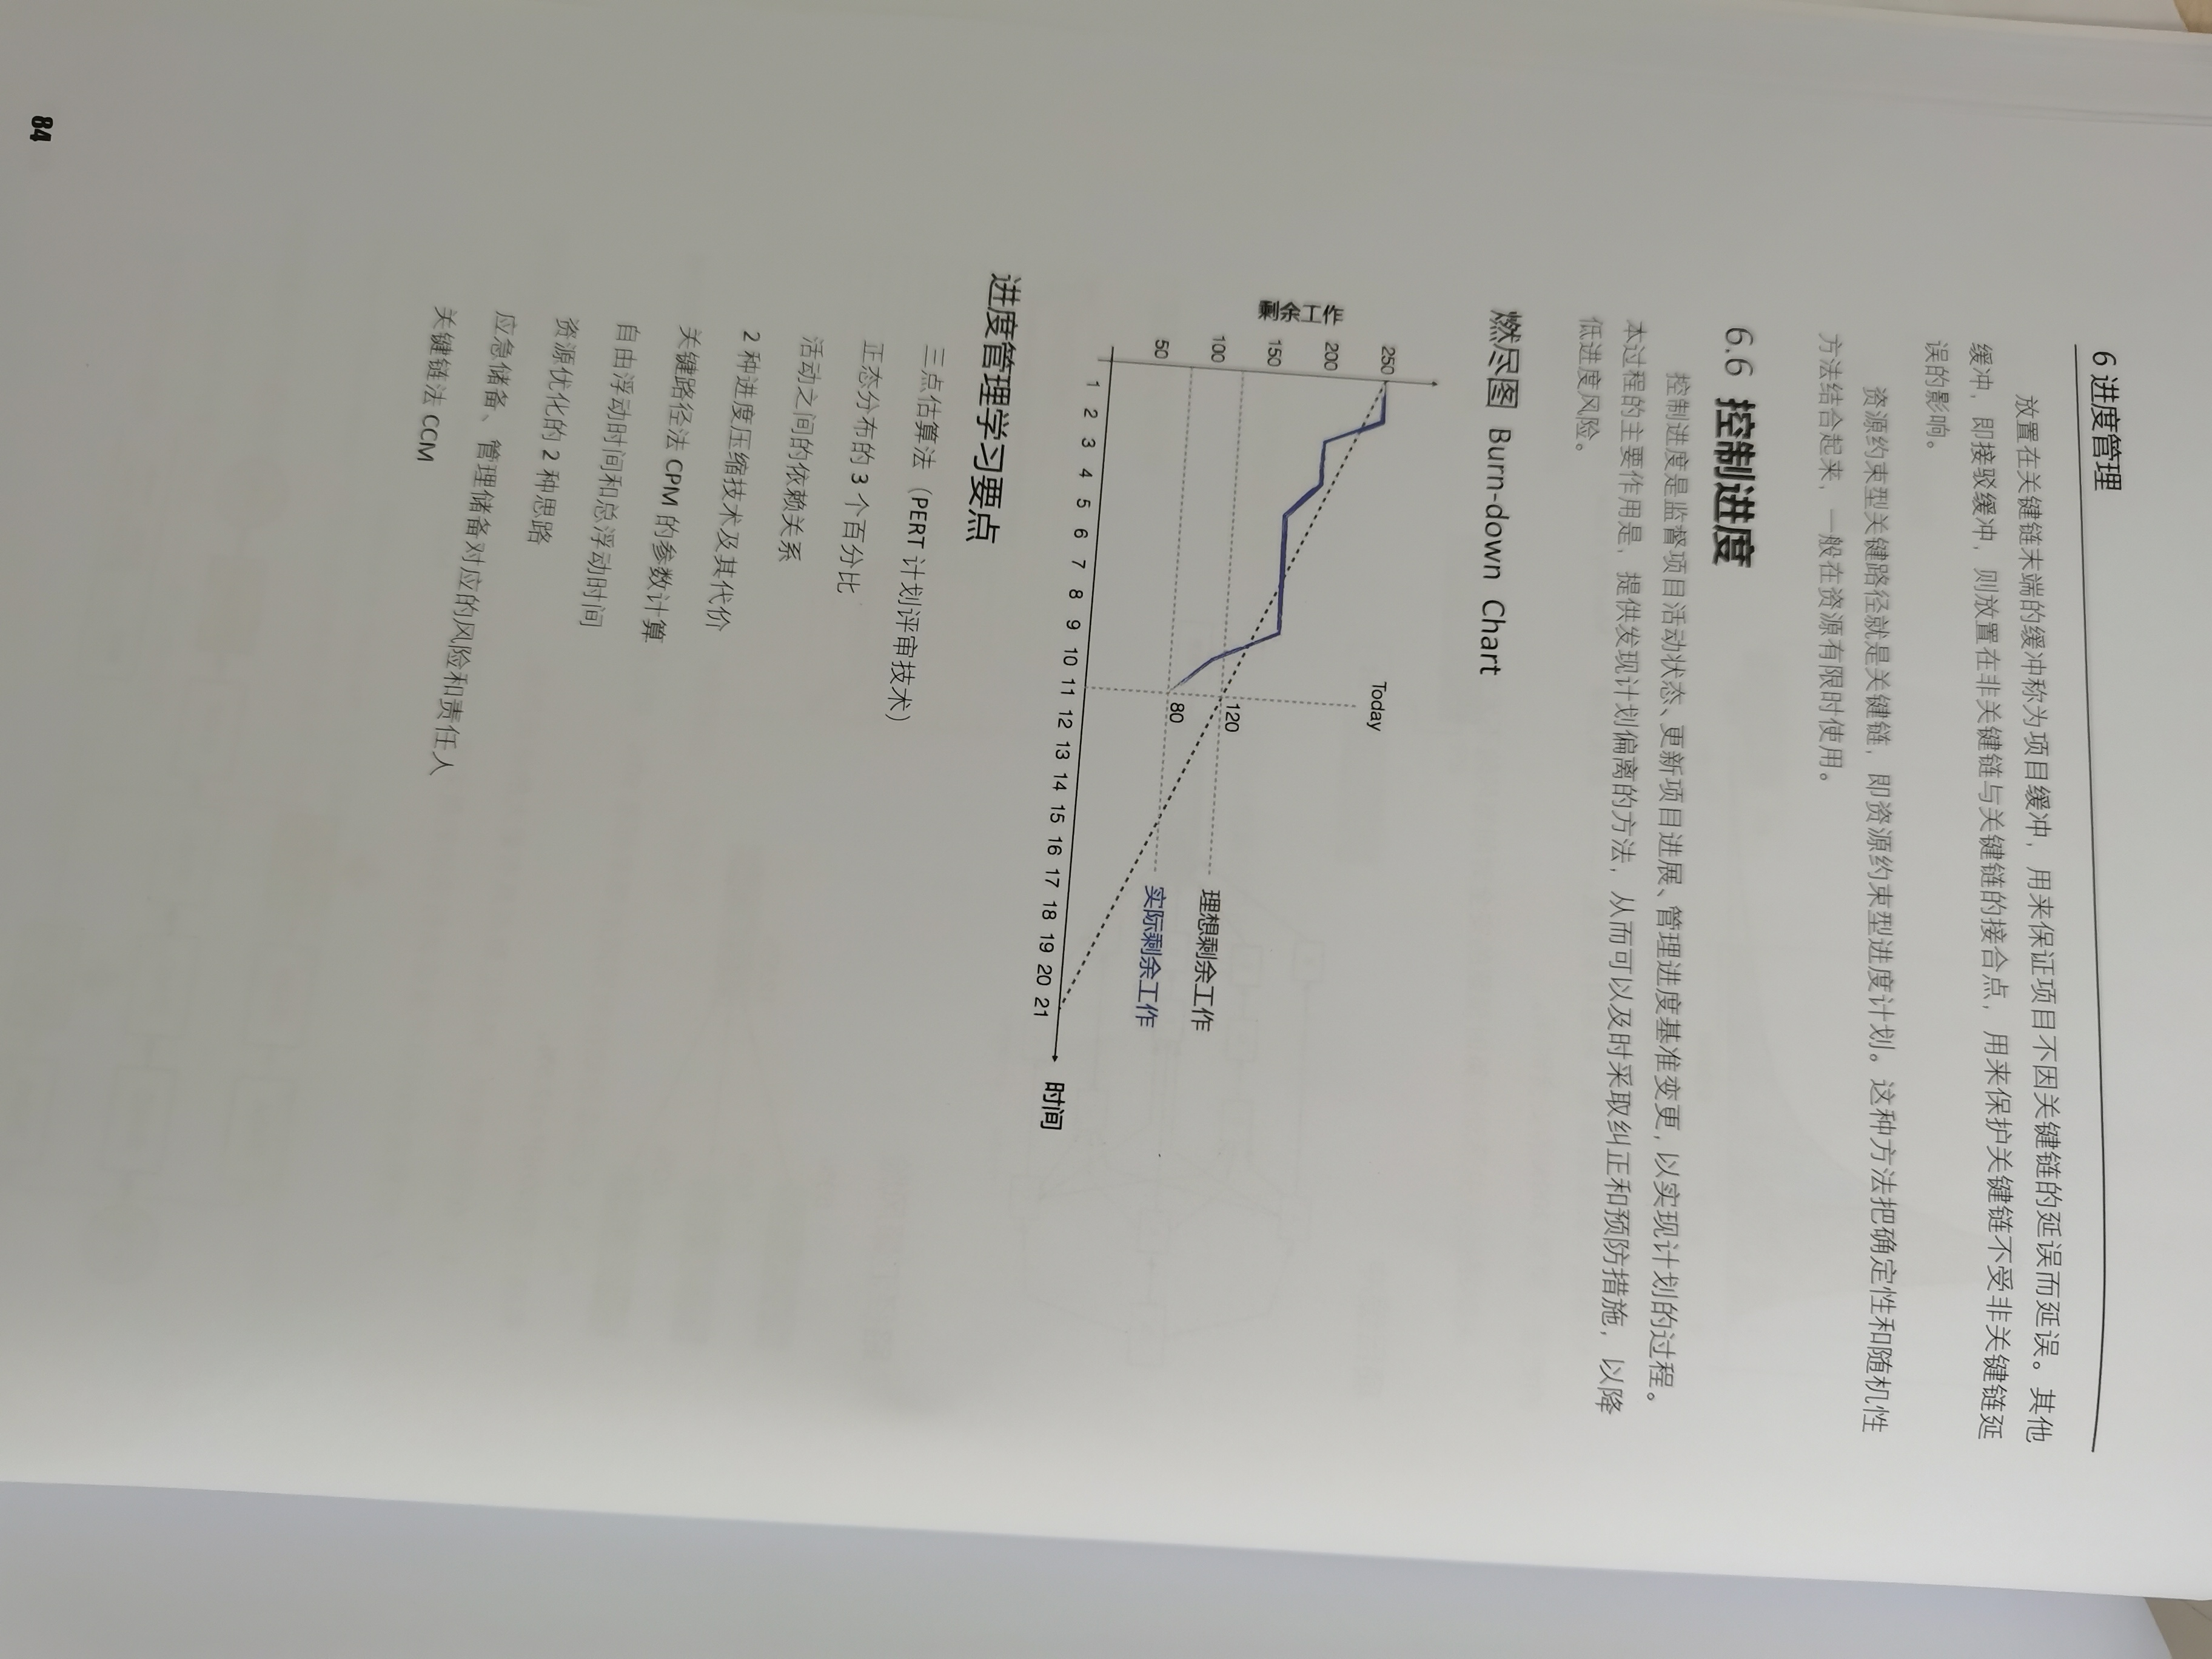 6 进度管理
放置在关键链末端的缓冲称为项目缓冲，用来保证项目不因关键链的延误而延误。其他
缓冲，即接驳缓冲，则放置在非关键链与关键链的接合点，用来保护关键链不受非关键链延
误的影响。
资源约束型关键路径就是关键链，即资源约束型进度计划。这种方法把确定性和随机性
方法结合起来，一般在资源有限时使用。
6.6 控制进度
控制进度是监督项目活动状态、更新项目进展、管理进度基准变更，以实现计划的过程。
本过程的主要作用是，提供发现计划偏离的方法，从而可以及时采取纠正和预防措施，以降
低进度风险。
燃尽图 Burn-down Chart
剩余工作
250
200
150
100
50
Today
120
理想剩余工作
80
实际剩余工作
1 2 3 4 5 6 7 8 9 10 11 12 13 14 15 16 17 18 19 20 21
时间
进度管理学习要点
三点估算法（PERT 计划评审技术）
正态分布的 3 个百分比
活动之间的依赖关系
2 种进度压缩技术及其代价
关键路径法 CPM 的参数计算
自由浮动时间和总浮动时间
资源优化的 2 种思路
应急储备、管理储备对应的风险和责任人
关键链法 CCM
84